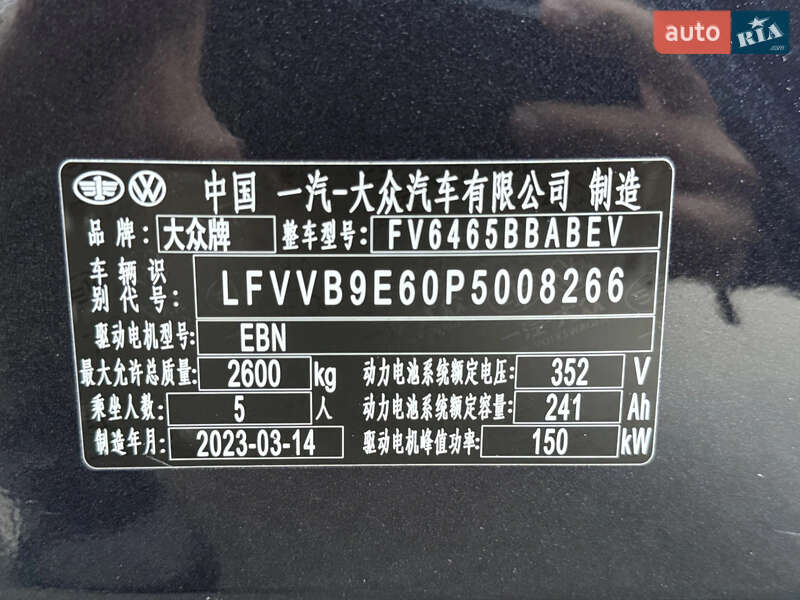 auto RIA .com
中国 一汽-大众汽车有限公司 制造
品牌: 大众牌 整车型号: FV6465BBABEV
车辆识别代号: LFVVB9E60P5008266
驱动电机型号: EBN
最大允许总质量: 2600 kg 动力电池系统额定电压: 352 V
乘坐人数: 5 人 动力电池系统额定容量: 241 Ah
制造年月: 2023-03-14 驱动电机峰值功率: 150 kW